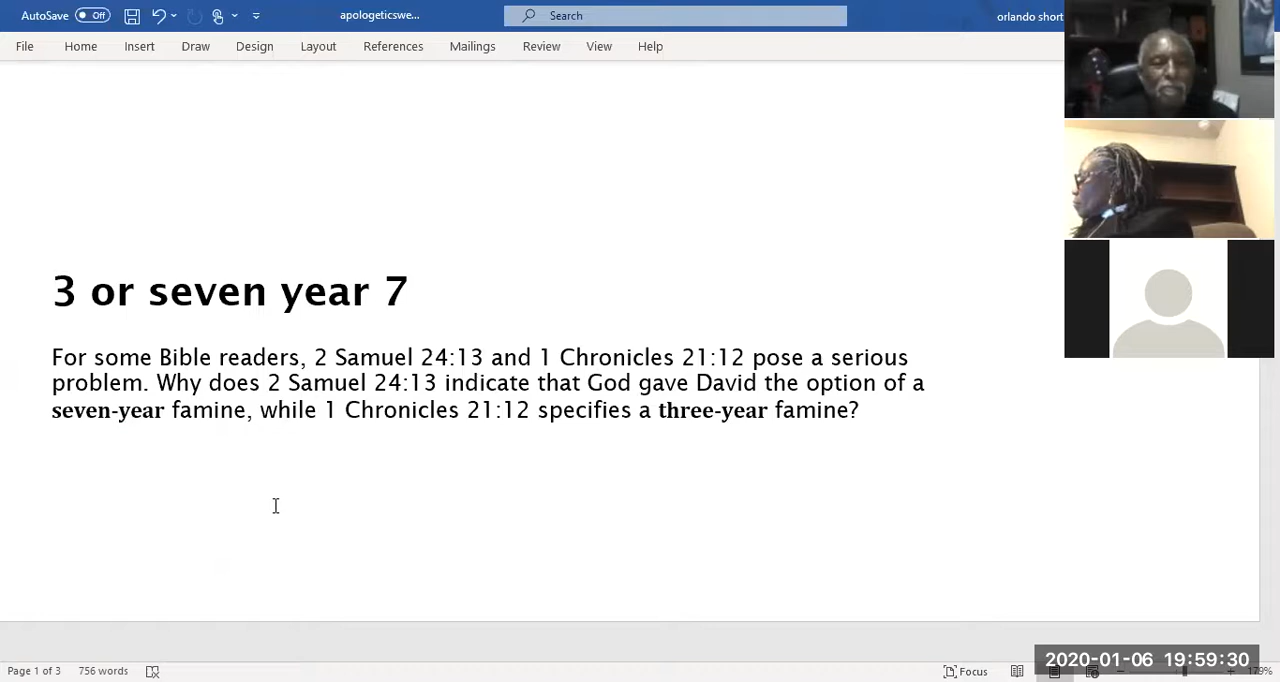 AutoSave Off apologeticswe... Search orlando short
File Home Insert Draw Design Layout References Mailings Review View Help
3 or seven year 7
For some Bible readers, 2 Samuel 24:13 and 1 Chronicles 21:12 pose a serious
problem. Why does 2 Samuel 24:13 indicate that God gave David the option of a
seven-year famine, while 1 Chronicles 21:12 specifies a three-year famine?
Page 1 of 3 756 words Focus 179%
2020-01-06 19:59:30